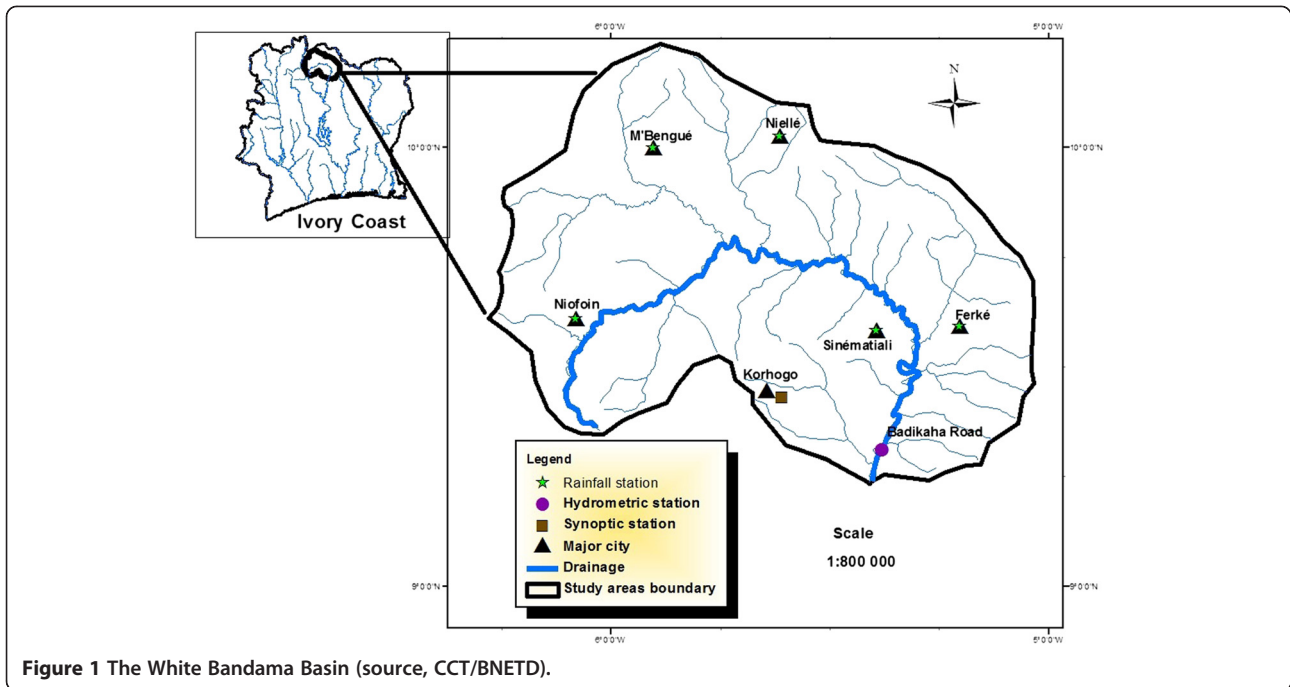 6°0'0"W
5°0'0"W
N
Niellé
M'Bengué
10°0'0"N
10°0'0"N
Ivory Coast
Niofoin
Ferké
Sinématiali
Korhogo
Badikaha Road
Legend
Rainfall station
Hydrometric station
Synoptic station
Major city
Drainage
Study areas boundary
Scale
1:800 000
9°0'0"N
9°0'0"N
6°0'0"W
5°0'0"W
Figure 1 The White Bandama Basin (source, CCT/BNETD).